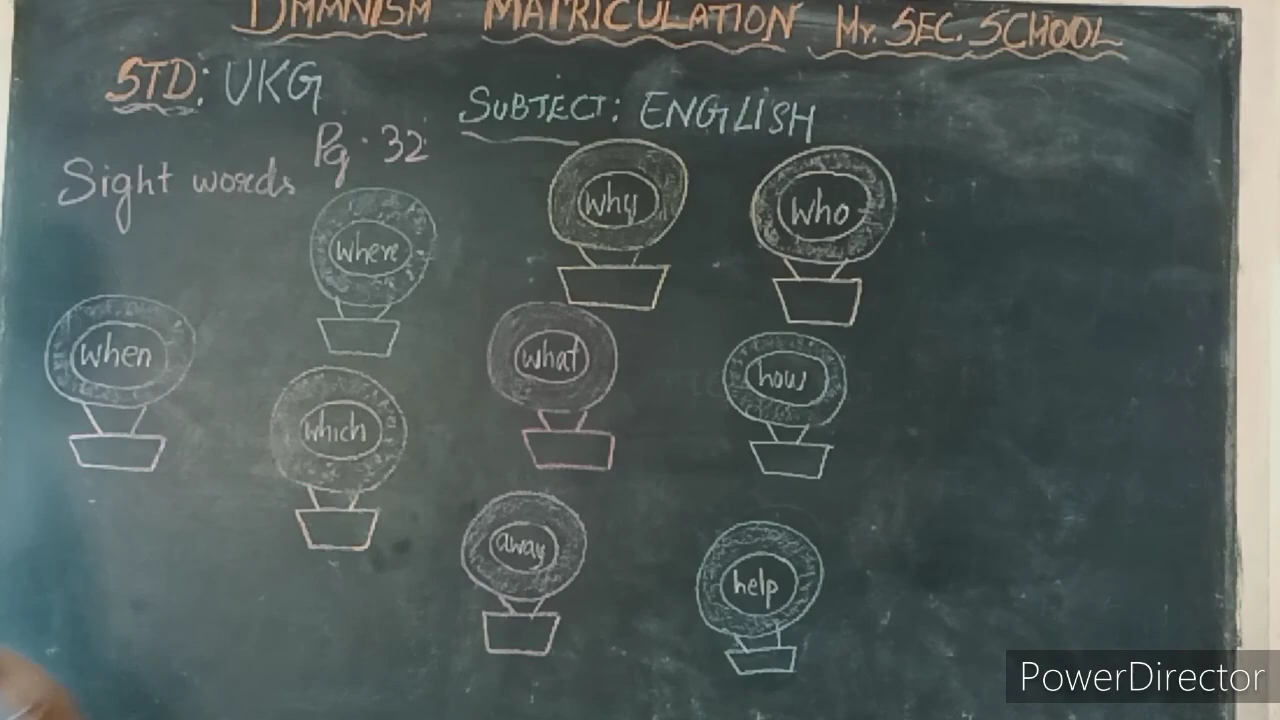 MATRICULATION HR. SEC. SCHOOL
STD: UKG
SUBJECT: ENGLISH
Pg. 32
Sight words
why
who
where
when
what
how
which
away
help
PowerDirector